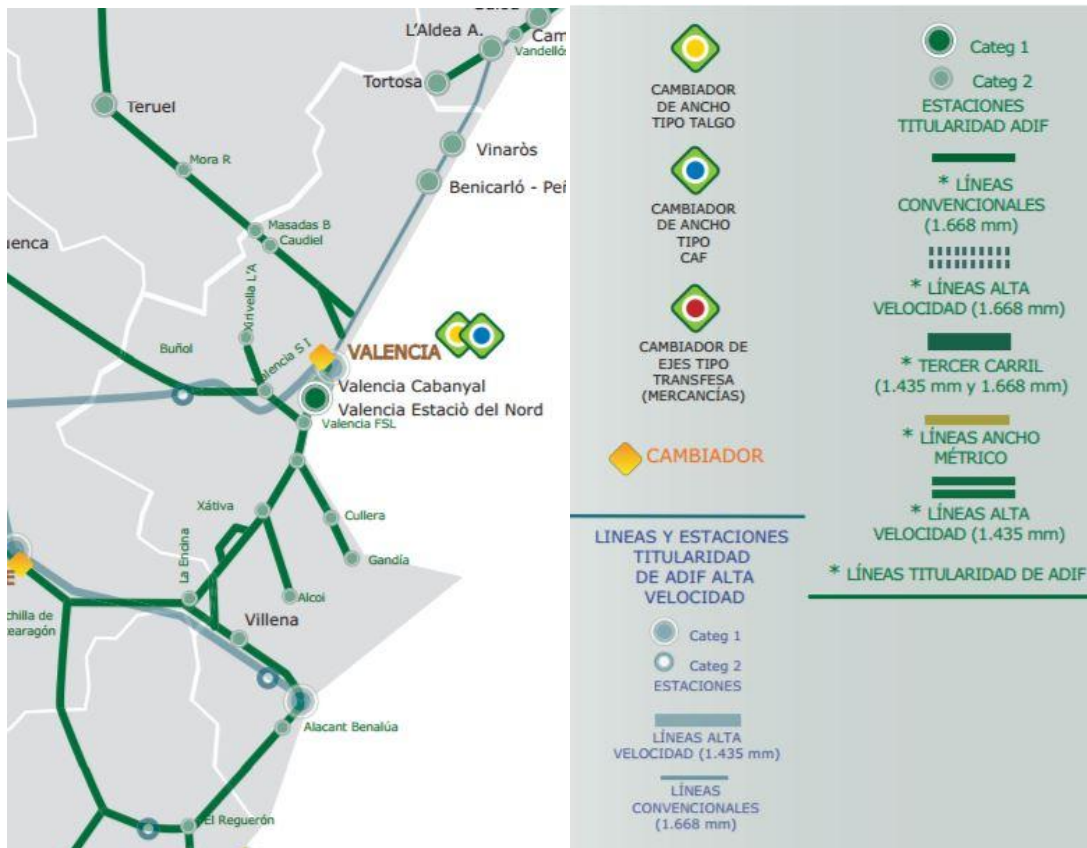 L'Aldea A.
Cam
Vandellós
Tortosa
Teruel
Vinaròs
Mora R
Benicarló - Peñ
Masadas B
Caudiel
uenca
Xirivella L'A
Buñol
Valencia S I
VALENCIA
Valencia Cabanyal
Valencia Estaciò del Nord
Valencia FSL
Xátiva
Cullera
La Encina
Gandía
E
Alcoi
chilla de
earagón
Villena
Alacant Benalúa
El Reguerón
CAMBIADOR
DE ANCHO
TIPO TALGO
CAMBIADOR
DE ANCHO
TIPO
CAF
CAMBIADOR DE
EJES TIPO
TRANSFESA
(MERCANCÍAS)
CAMBIADOR
LINEAS Y ESTACIONES
TITULARIDAD
DE ADIF ALTA
VELOCIDAD
Categ 1
Categ 2
ESTACIONES
LÍNEAS ALTA
VELOCIDAD (1.435 mm)
LÍNEAS
CONVENCIONALES
(1.668 mm)
Categ 1
Categ 2
ESTACIONES
TITULARIDAD ADIF
* LÍNEAS
CONVENCIONALES
(1.668 mm)
* LÍNEAS ALTA
VELOCIDAD (1.668 mm)
* TERCER CARRIL
(1.435 mm y 1.668 mm)
* LÍNEAS ANCHO
MÉTRICO
* LÍNEAS ALTA
VELOCIDAD (1.435 mm)
* LÍNEAS TITULARIDAD DE ADIF